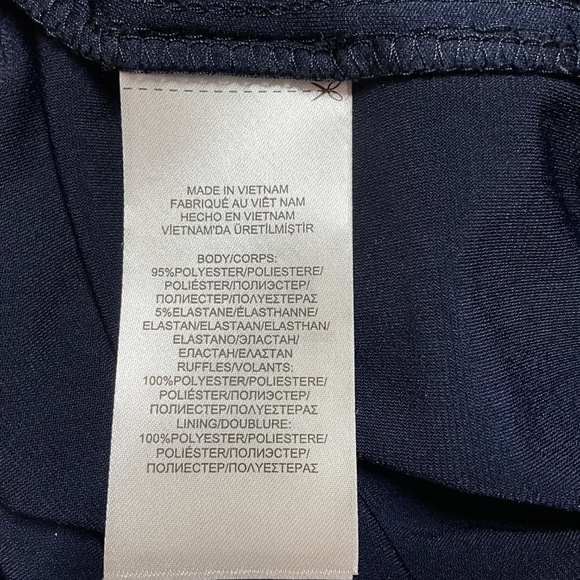 MADE IN VIETNAM
FABRIQUÉ AU VIÊT NAM
HECHO EN VIETNAM
VİETNAM'DA ÜRETİLMİŞTİR
BODY/CORPS:
95%POLYESTER/POLIESTERE/
POLIÉSTER/ПОЛИЭСТЕР/
ПОЛИЕСТЕР/ΠΟΛΥΕΣΤΕΡΑΣ
5%ELASTANE/ÉLASTHANNE/
ELASTAN/ELASTAAN/ELASTHAN/
ELASTANO/ЭЛАСТАН/
ЕЛАСТАН/ΕΛΑΣΤΑΝ
RUFFLES/VOLANTS:
100%POLYESTER/POLIESTERE/
POLIÉSTER/ПОЛИЭСТЕР/
ПОЛИЕСТЕР/ΠΟΛΥΕΣΤΕΡΑΣ
LINING/DOUBLURE:
100%POLYESTER/POLIESTERE/
POLIÉSTER/ПОЛИЭСТЕР/
ПОЛИЕСТЕР/ΠΟΛΥΕΣΤΕΡΑΣ